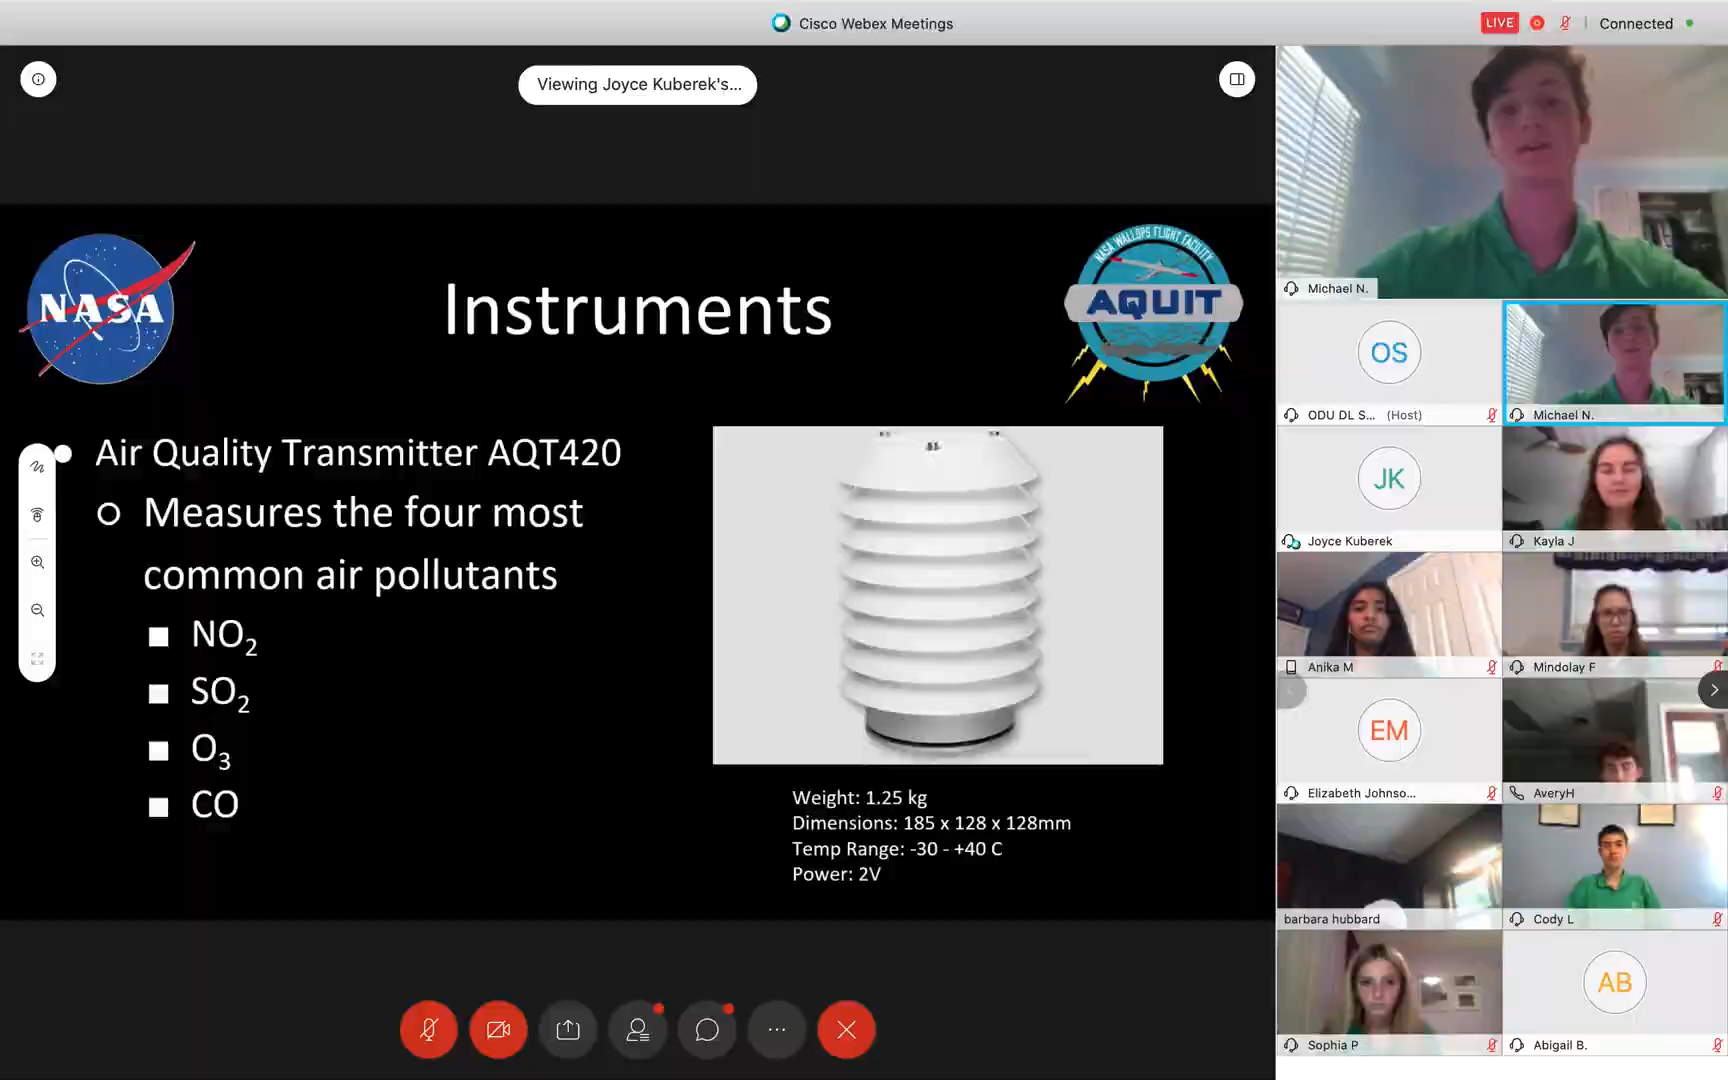 Cisco Webex Meetings
LIVE
Connected
Viewing Joyce Kuberek's...
NASA
Instruments
NASA WALLOPS FLIGHT FACILITY
AQUIT
Air Quality Transmitter AQT420
Measures the four most
common air pollutants
NO2
SO2
O3
CO
Weight: 1.25 kg
Dimensions: 185 x 128 x 128mm
Temp Range: -30 - +40 C
Power: 2V
Michael N.
OS
ODU DL S... (Host)
Michael N.
JK
Joyce Kuberek
Kayla J
Anika M
Mindolay F
EM
Elizabeth Johnso...
AveryH
barbara hubbard
Cody L
Sophia P
AB
Abigail B.